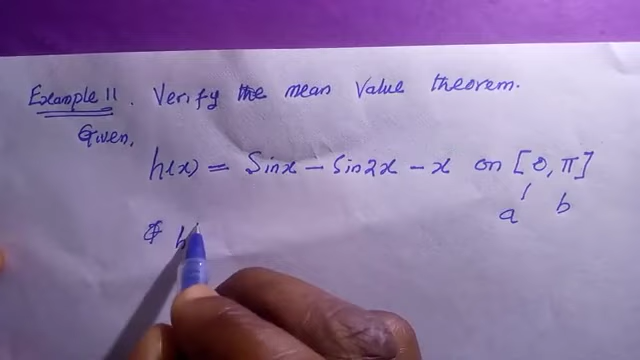 Example 11. Verify the mean Value theorem.
Given,
h(x) = Sinx - Sin2x - x on [0, π]
a b
h